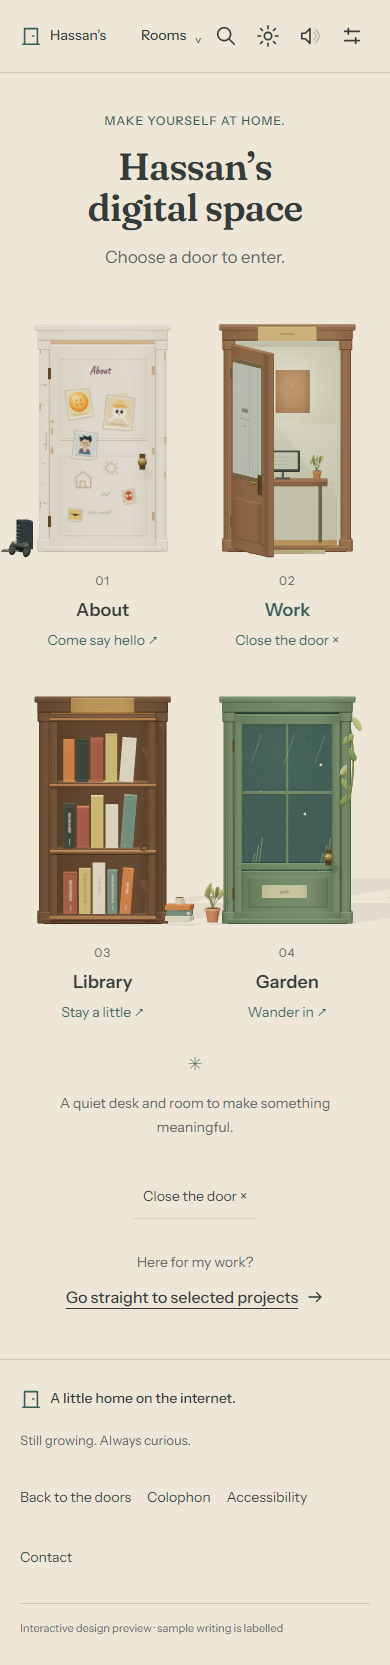 Hassan’s
Rooms
MAKE YOURSELF AT HOME.
Hassan’s
digital space
Choose a door to enter.
About
hello world!
01
02
About
Work
Come say hello ↗
Close the door ×
03
04
Library
Garden
Stay a little ↗
Wander in ↗
A quiet desk and room to make something
meaningful.
Close the door ×
Here for my work?
Go straight to selected projects →
A little home on the internet.
Still growing. Always curious.
Back to the doors
Colophon
Accessibility
Contact
Interactive design preview · sample writing is labelled